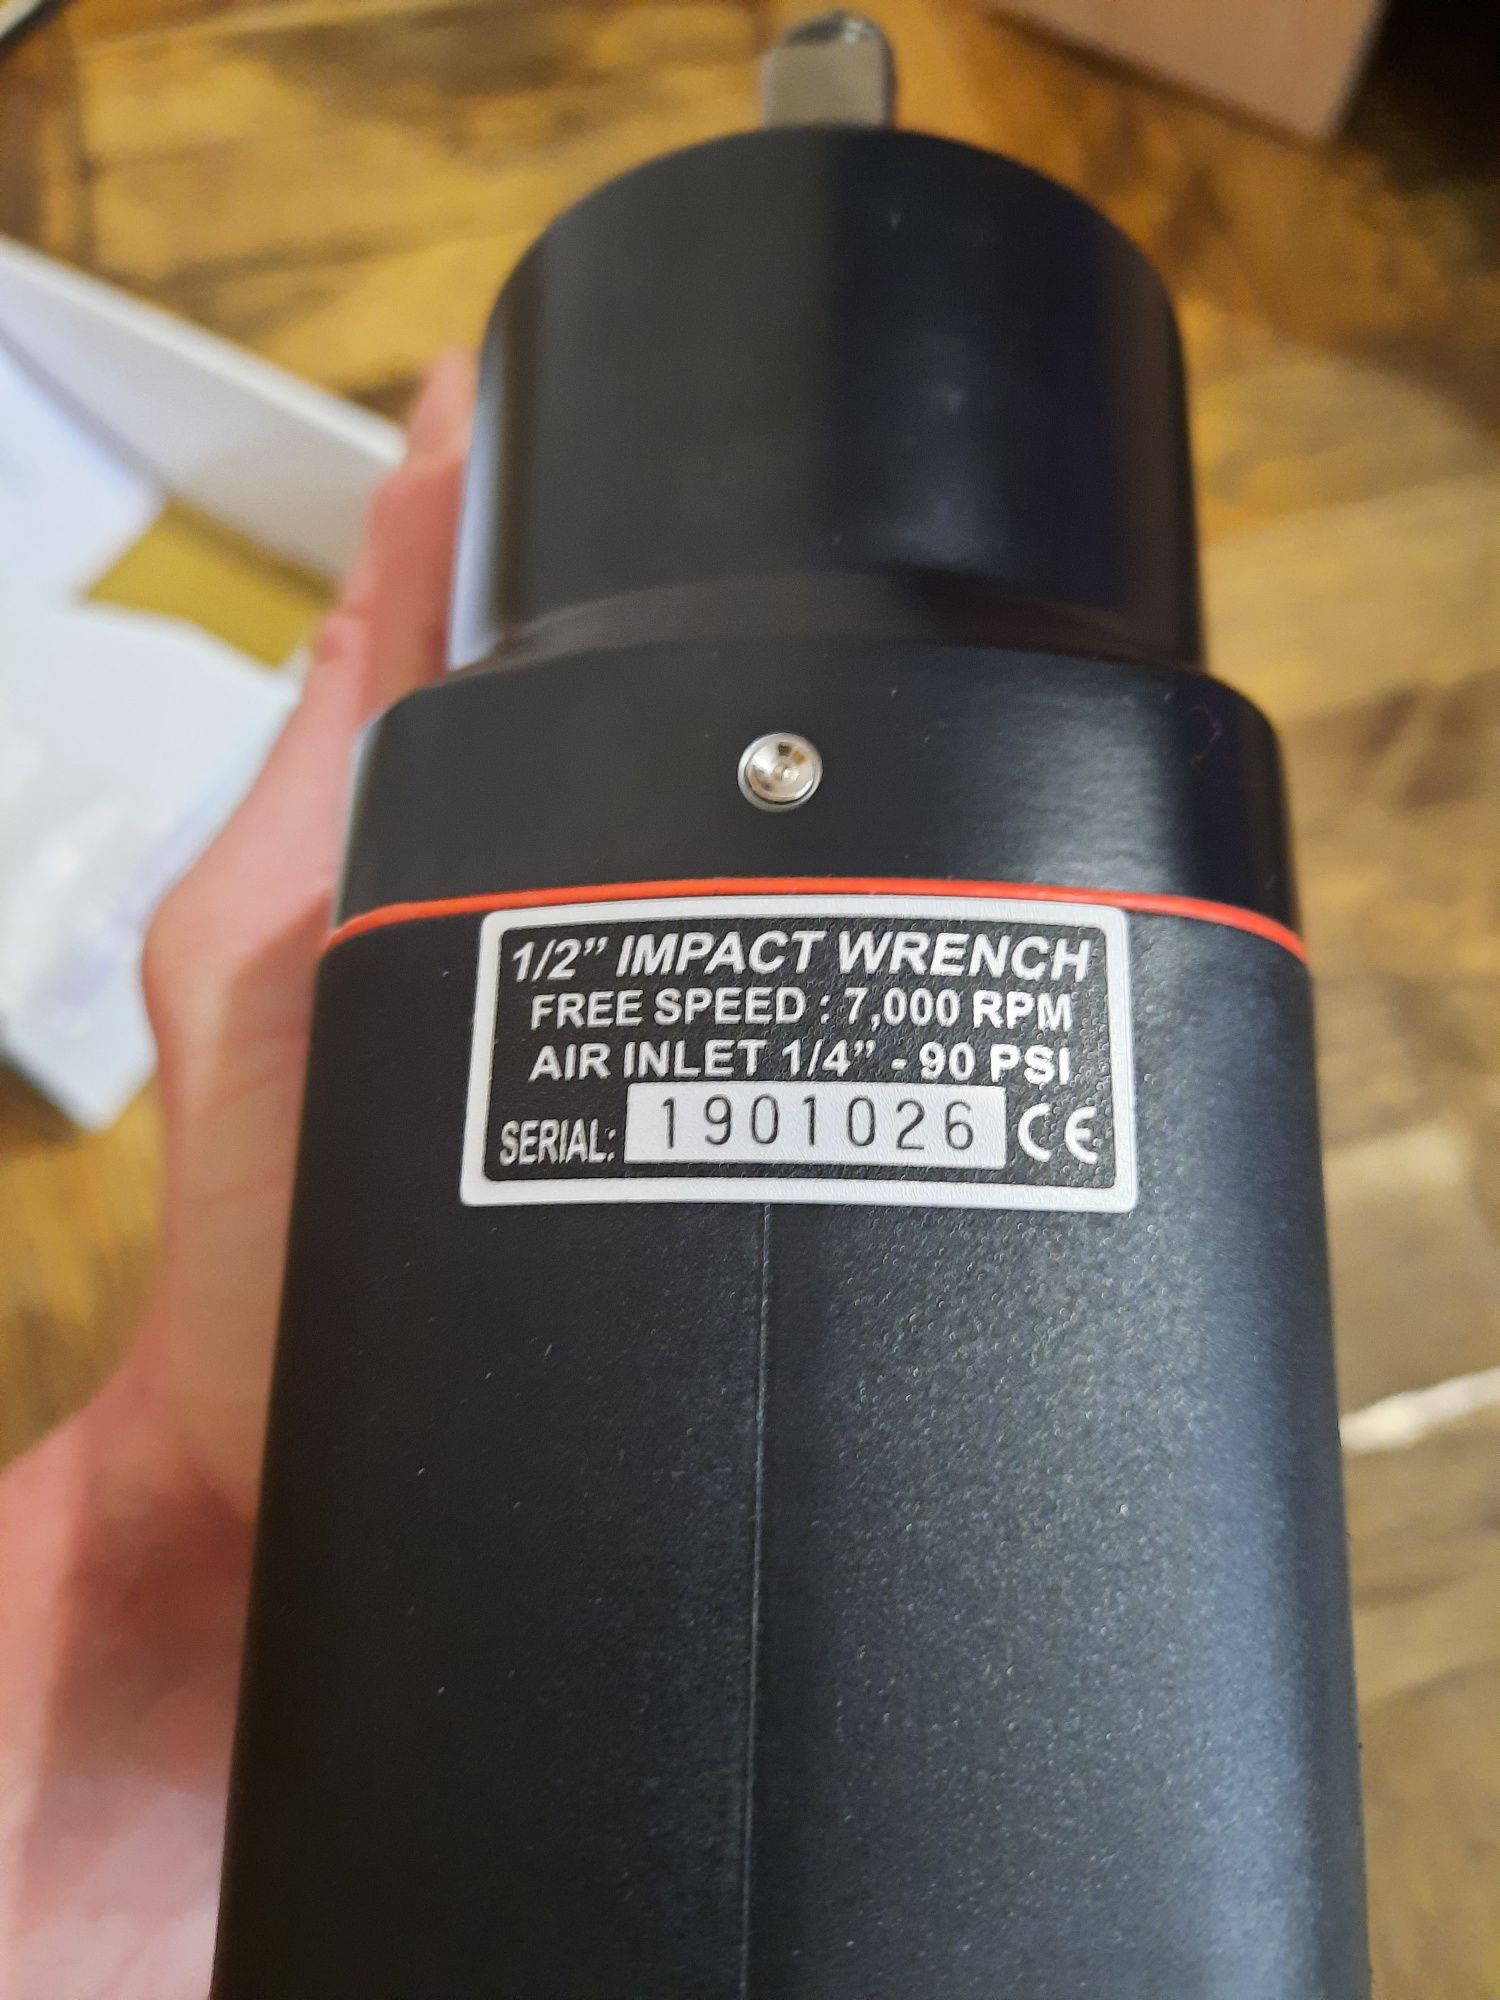 1/2” IMPACT WRENCH
FREE SPEED : 7,000 RPM
AIR INLET 1/4” - 90 PSI
SERIAL: 1901026 CE